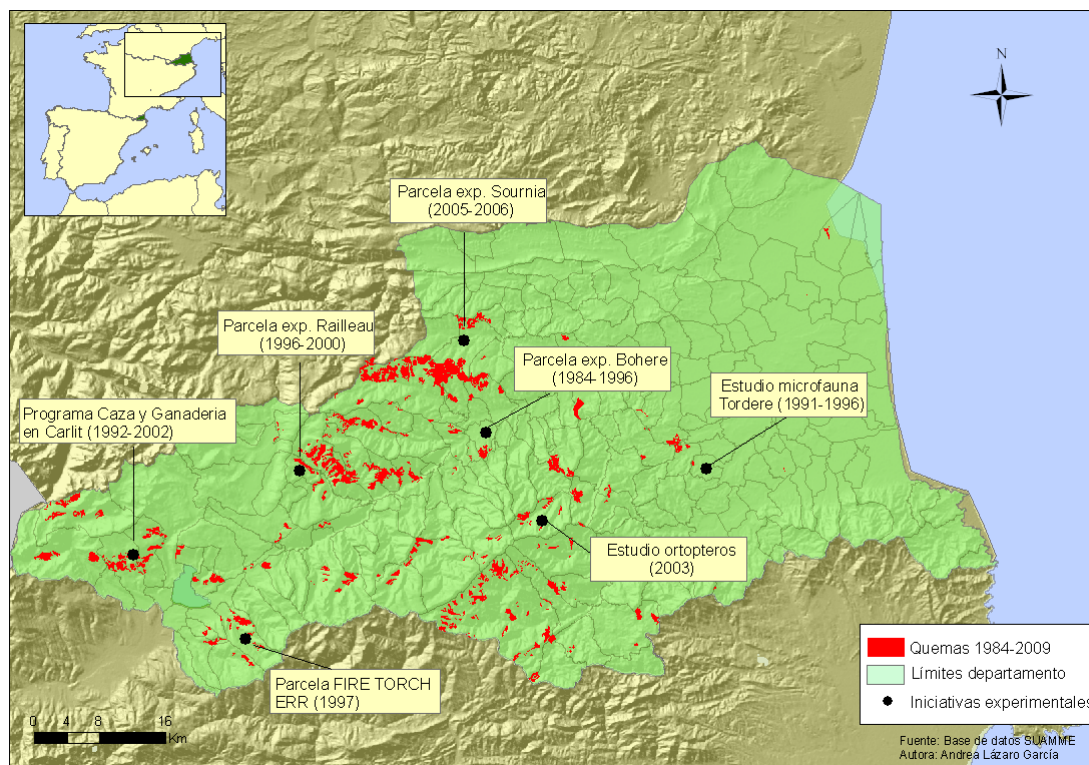 N
Parcela exp. Sournia
(2005-2006)
Parcela exp. Railleau
(1996-2000)
Parcela exp. Bohere
(1984-1996)
Estudio microfauna
Tordere (1991-1996)
Programa Caza y Ganaderia
en Carlit (1992-2002)
Estudio ortopteros
(2003)
Parcela FIRE TORCH
ERR (1997)
Quemas 1984-2009
Límites departamento
Iniciativas experimentales
0 4 8 16
Km
Fuente: Base de datos SUAMME
Autora: Andrea Lázaro García